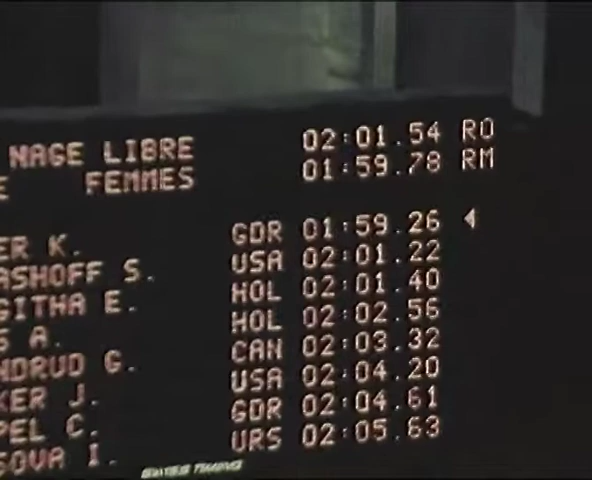 NAGE LIBRE 02:01.54 RO
E FEMMES 01:59.78 RM
ER K. GDR 01:59.26 ◄
ASHOFF S. USA 02:01.22
GITHA E. HOL 02:01.40
S A. HOL 02:02.56
NDRUD G. CAN 02:03.32
KER J. USA 02:04.20
PEL C. GDR 02:04.61
SOVA I. URS 02:05.63